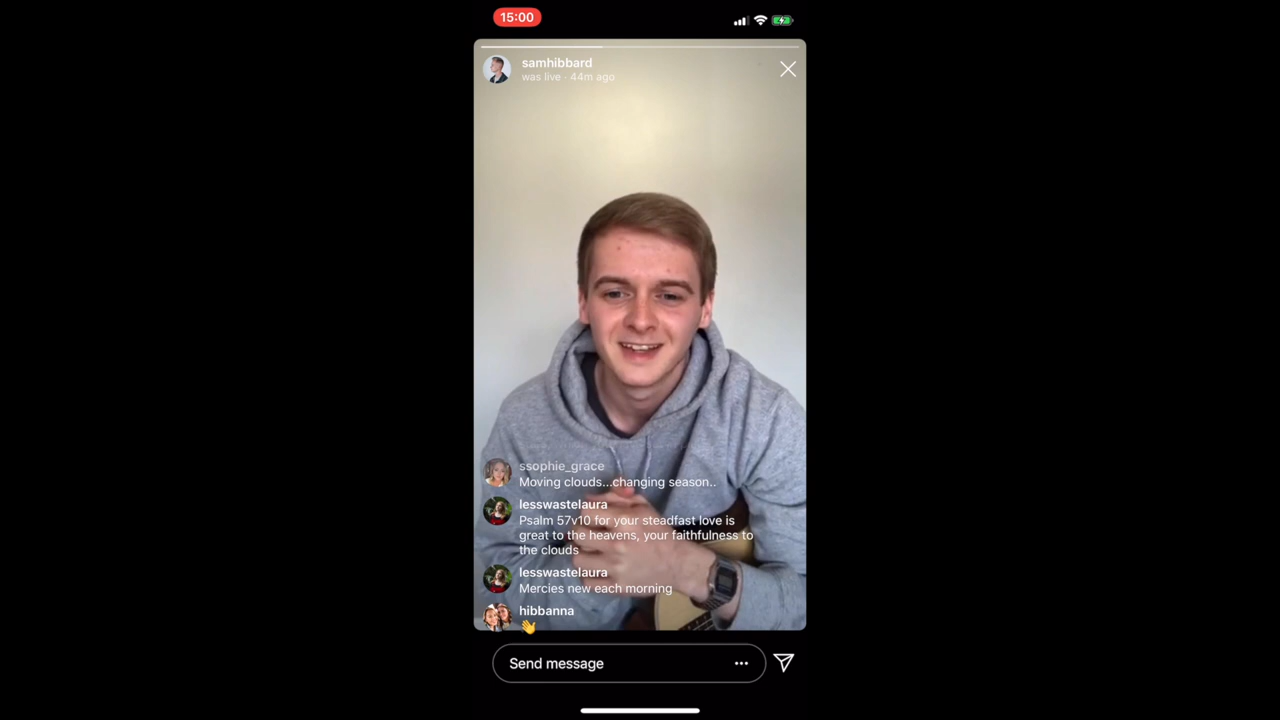 15:00
samhibbard
was live · 44m ago
ssophie_grace
Moving clouds...changing season..
lesswastelaura
Psalm 57v10 for your steadfast love is
great to the heavens, your faithfulness to
the clouds
lesswastelaura
Mercies new each morning
hibbanna
👋
Send message